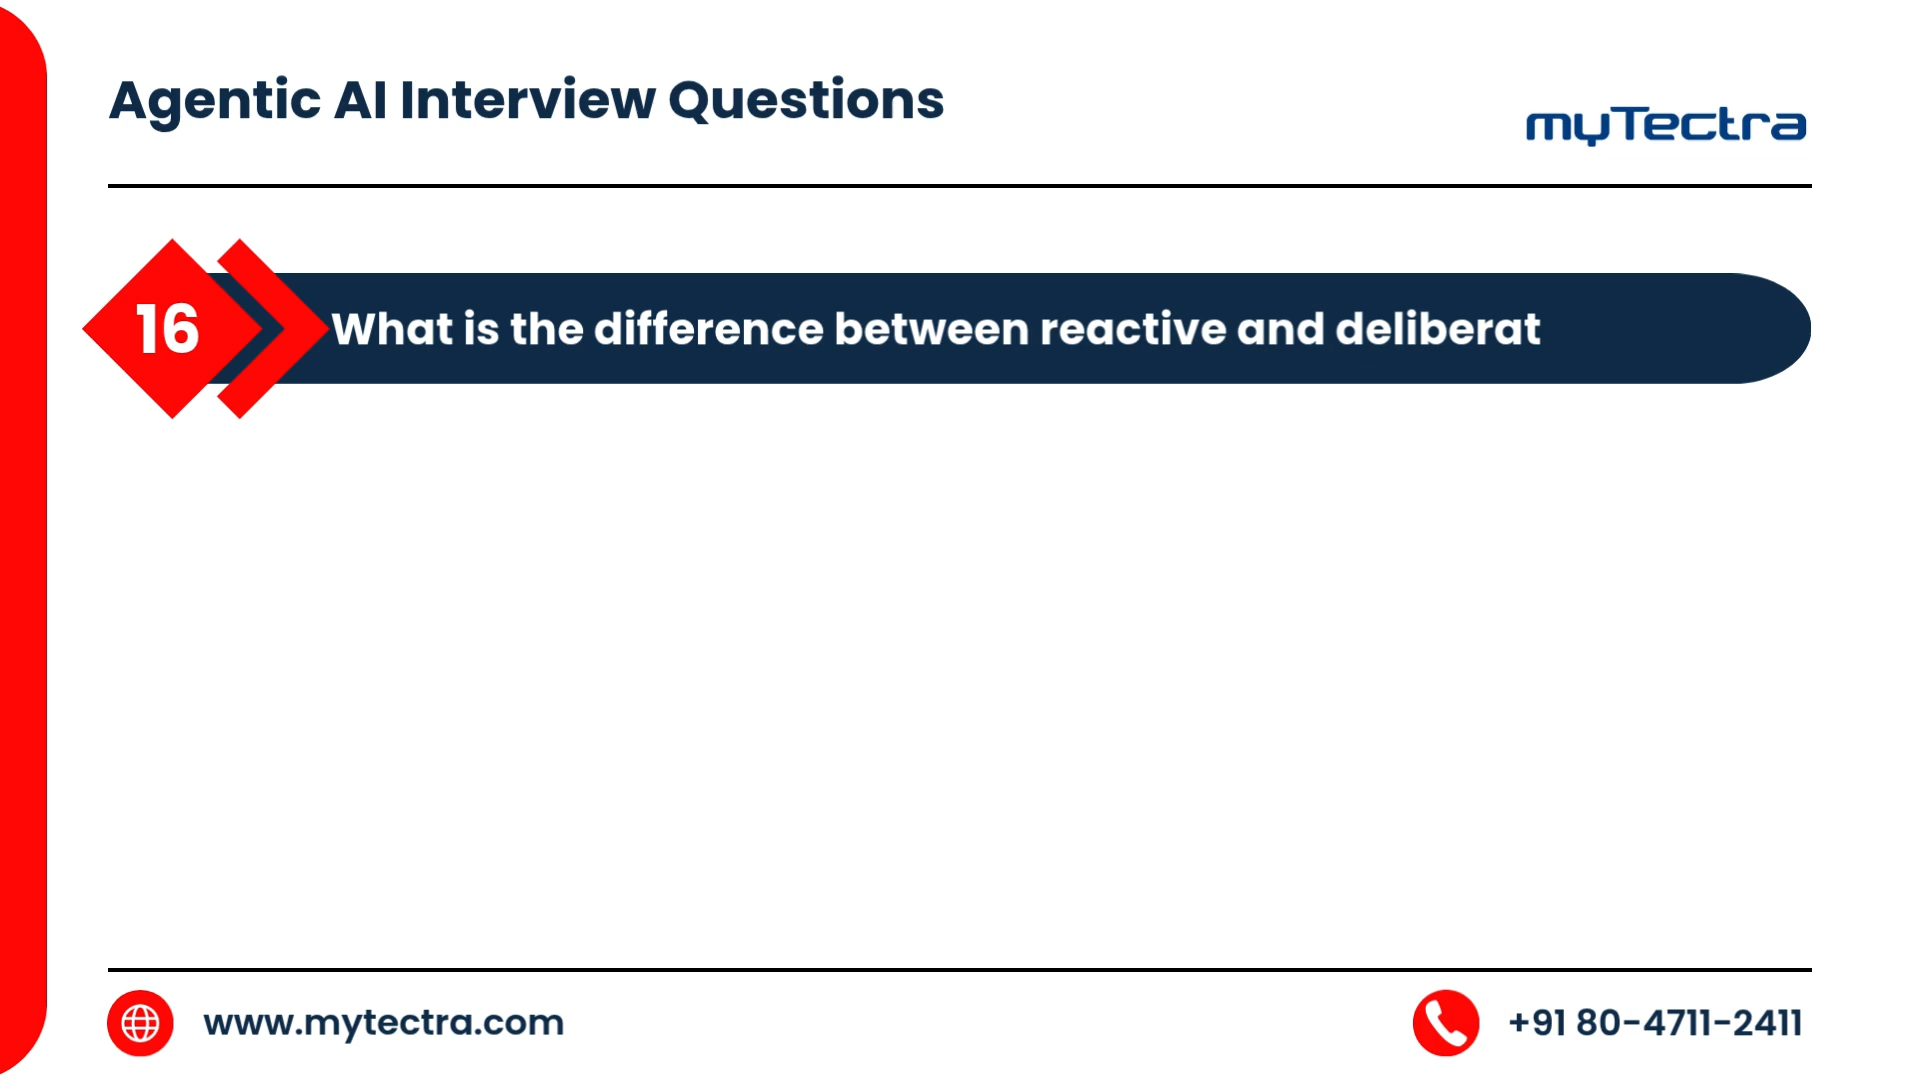 Agentic AI Interview Questions
myTectra
16
What is the difference between reactive and deliberat
www.mytectra.com
+91 80-4711-2411